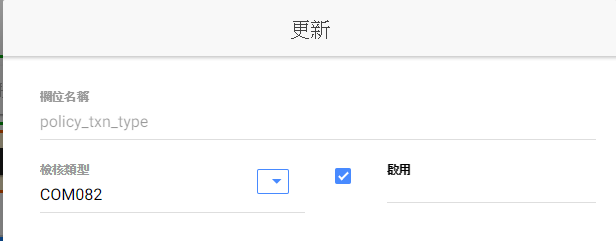 更新
欄位名稱
policy_txn_type
檢核類型
COM082
啟用